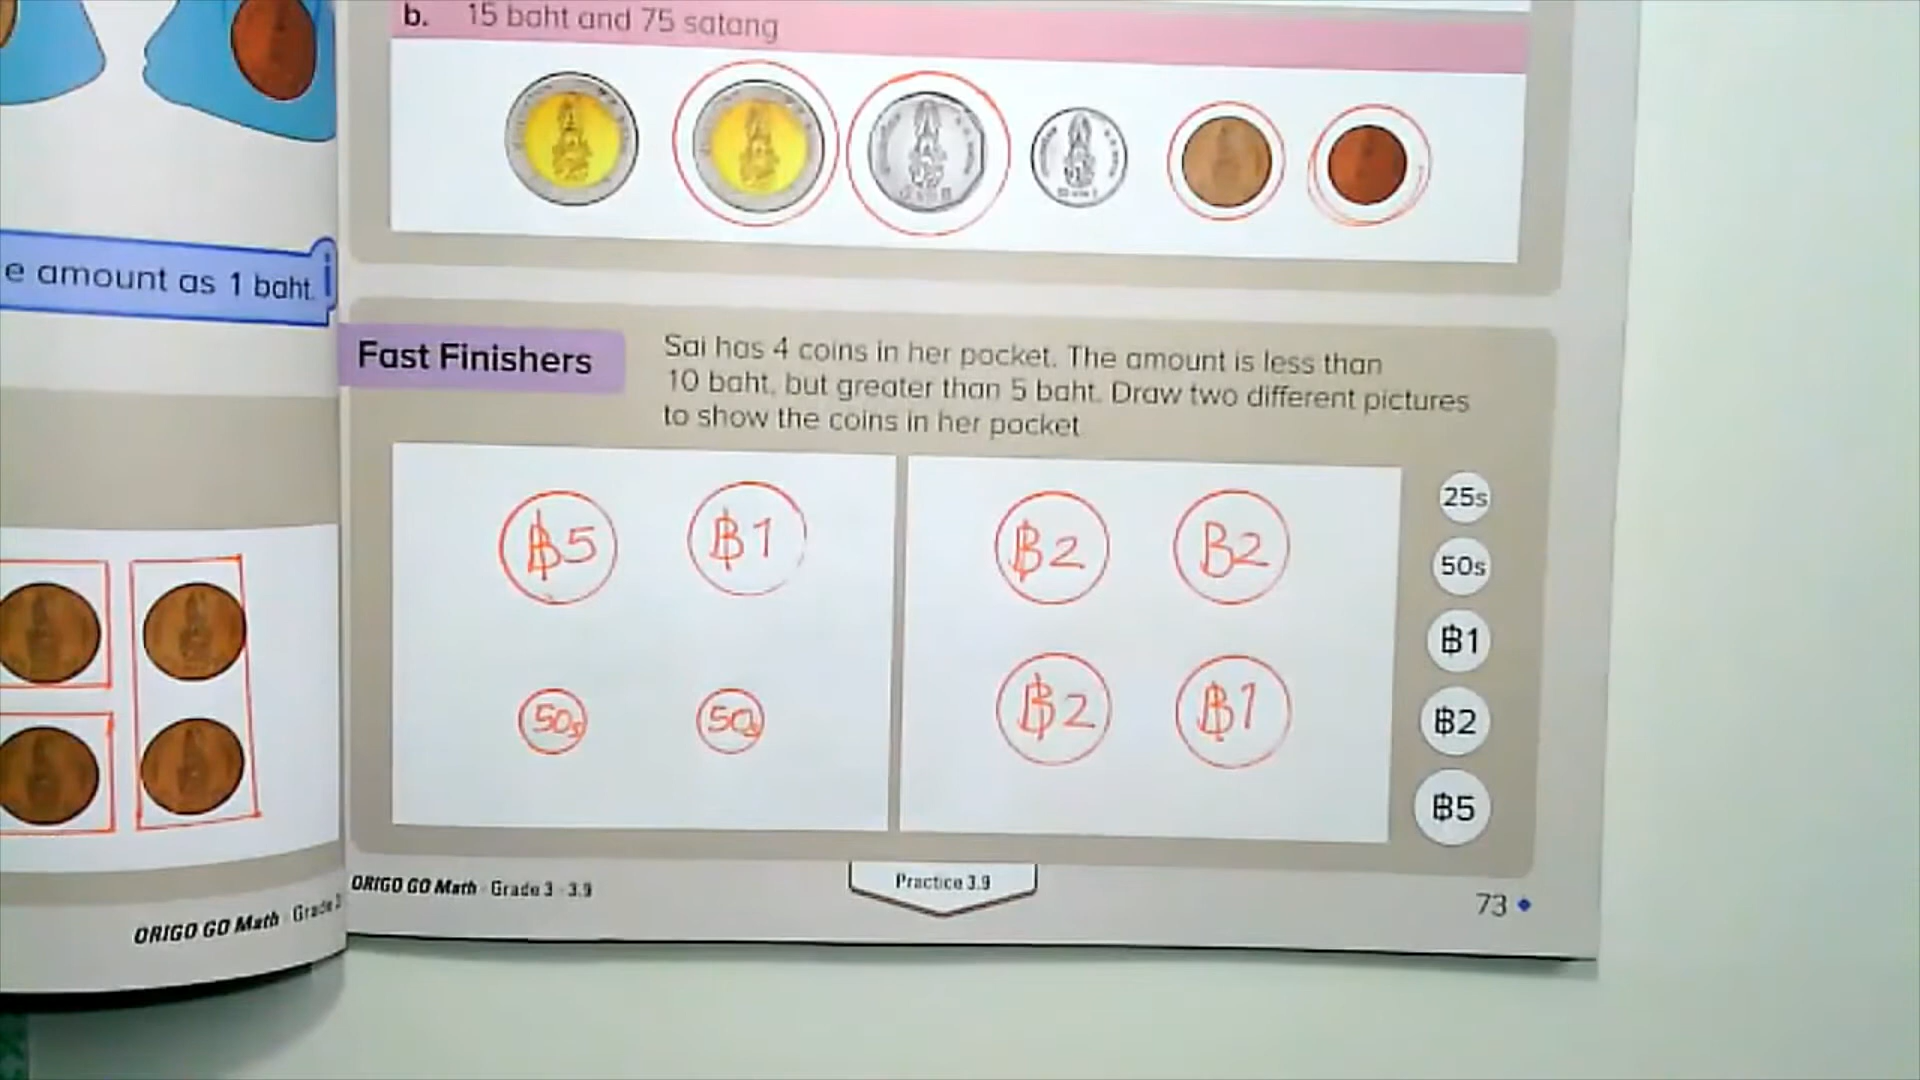 b. 15 baht and 75 satang
e amount as 1 baht.
i
Fast Finishers
Sai has 4 coins in her pocket. The amount is less than
10 baht, but greater than 5 baht. Draw two different pictures
to show the coins in her pocket
฿5 ฿1
50s 50s
฿2 B2
฿2 ฿1
25s
50s
฿1
฿2
฿5
ORIGO GO Math · Grade 3 · 3.9
Practice 3.9
73
ORIGO GO Math · Grade